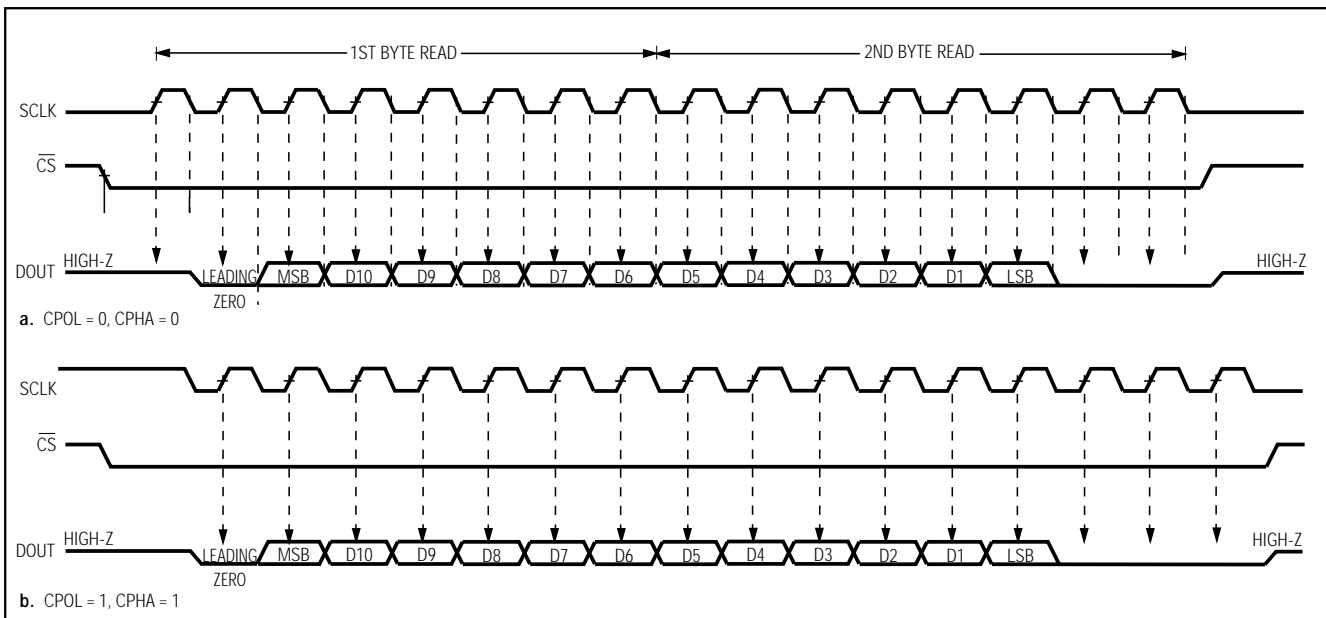 1ST BYTE READ 2ND BYTE READ
SCLK
CS
HIGH-Z HIGH-Z
DOUT LEADING MSB D10 D9 D8 D7 D6 D5 D4 D3 D2 D1 LSB
ZERO
a. CPOL = 0, CPHA = 0
SCLK
CS
HIGH-Z HIGH-Z
DOUT LEADING MSB D10 D9 D8 D7 D6 D5 D4 D3 D2 D1 LSB
ZERO
b. CPOL = 1, CPHA = 1